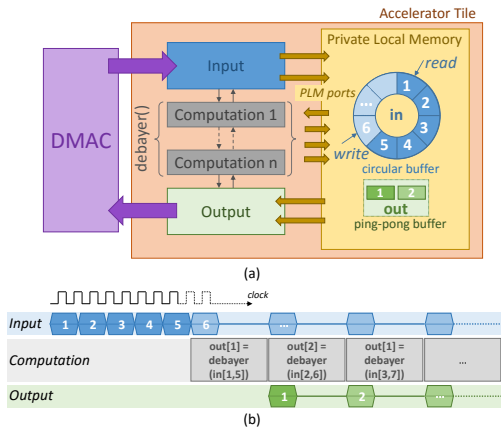 Accelerator Tile
Private Local Memory
DMAC
Input
debayer()
Computation 1
Computation n
Output
PLM ports
read
1
2
3
4
5
6
...
in
write
circular buffer
1 2
out
ping-pong buffer
(a)
clock
Input 1 2 3 4 5 6 ...
Computation
out[1] =
debayer
(in[1,5])
out[2] =
debayer
(in[2,6])
out[1] =
debayer
(in[3,7])
...
Output 1 2 ...
(b)